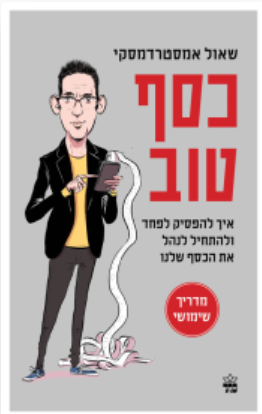 שאול אמסטרדמסקי
כסף
טוב
איך להפסיק לפחד
ולהתחיל לנהל
את הכסף שלנו
מדריך
שימושי